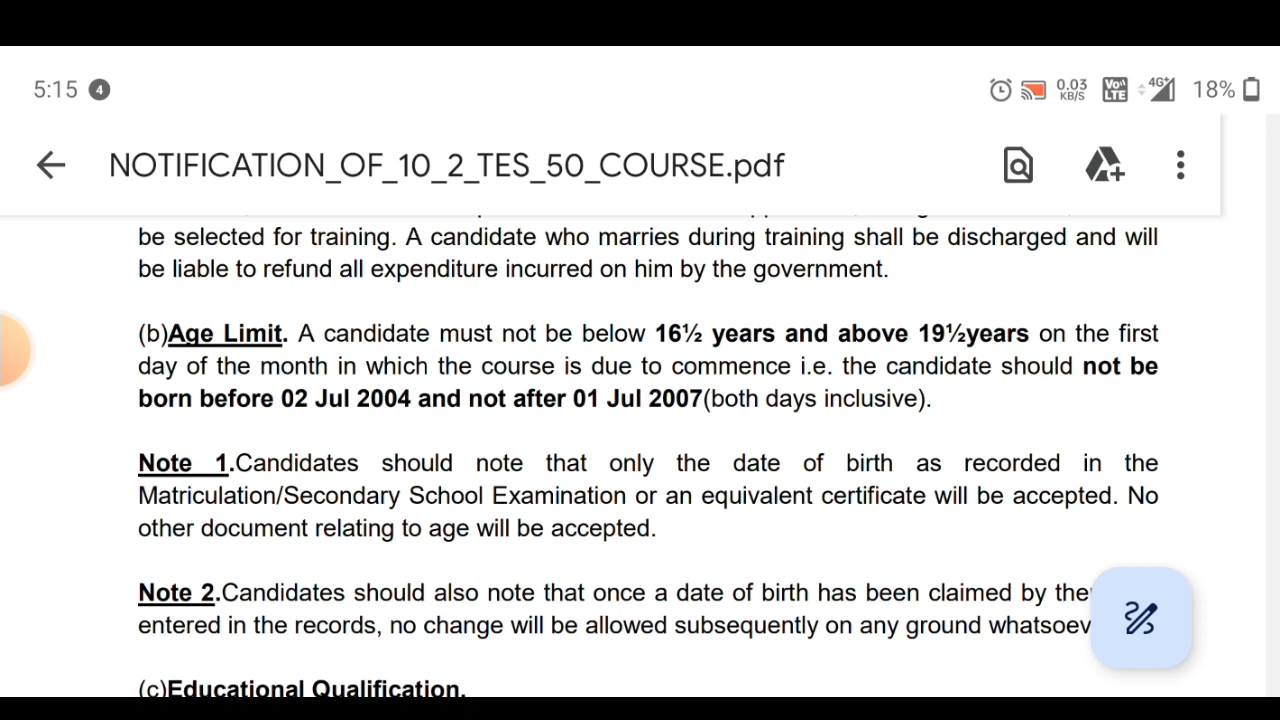 5:15 4 0.03 KB/S Vo)) LTE 4G+ 18%
NOTIFICATION_OF_10_2_TES_50_COURSE.pdf
be selected for training. A candidate who marries during training shall be discharged and will
be liable to refund all expenditure incurred on him by the government.
(b)Age Limit. A candidate must not be below 16½ years and above 19½years on the first
day of the month in which the course is due to commence i.e. the candidate should not be
born before 02 Jul 2004 and not after 01 Jul 2007(both days inclusive).
Note 1.Candidates should note that only the date of birth as recorded in the
Matriculation/Secondary School Examination or an equivalent certificate will be accepted. No
other document relating to age will be accepted.
Note 2.Candidates should also note that once a date of birth has been claimed by the
entered in the records, no change will be allowed subsequently on any ground whatsoev
(c)Educational Qualification.